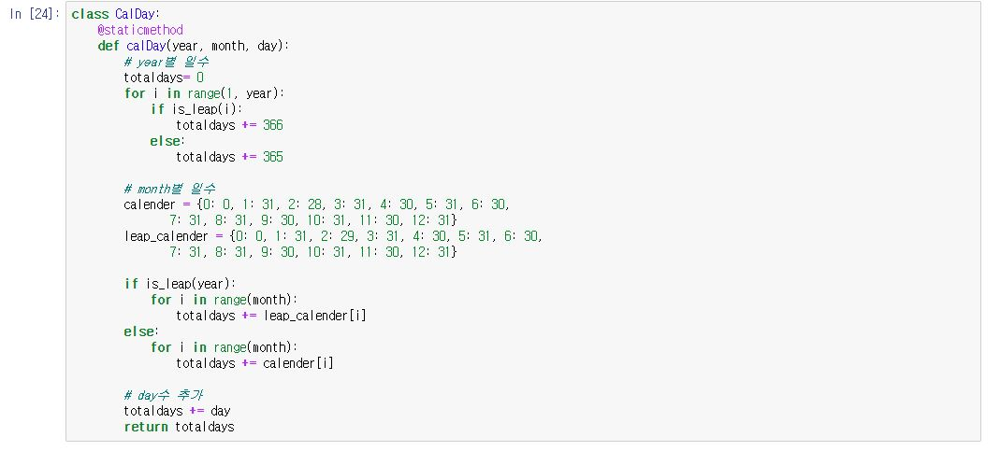 In [24]: class CalDay:
    @staticmethod
    def calDay(year, month, day):
        # year별 일수
        totaldays= 0
        for i in range(1, year):
            if is_leap(i):
                totaldays += 366
            else:
                totaldays += 365
        # month별 일수
        calender = {0: 0, 1: 31, 2: 28, 3: 31, 4: 30, 5: 31, 6: 30,
                7: 31, 8: 31, 9: 30, 10: 31, 11: 30, 12: 31}
        leap_calender = {0: 0, 1: 31, 2: 29, 3: 31, 4: 30, 5: 31, 6: 30,
                7: 31, 8: 31, 9: 30, 10: 31, 11: 30, 12: 31}
        if is_leap(year):
            for i in range(month):
                totaldays += leap_calender[i]
        else:
            for i in range(month):
                totaldays += calender[i]
        # day수 추가
        totaldays += day
        return totaldays